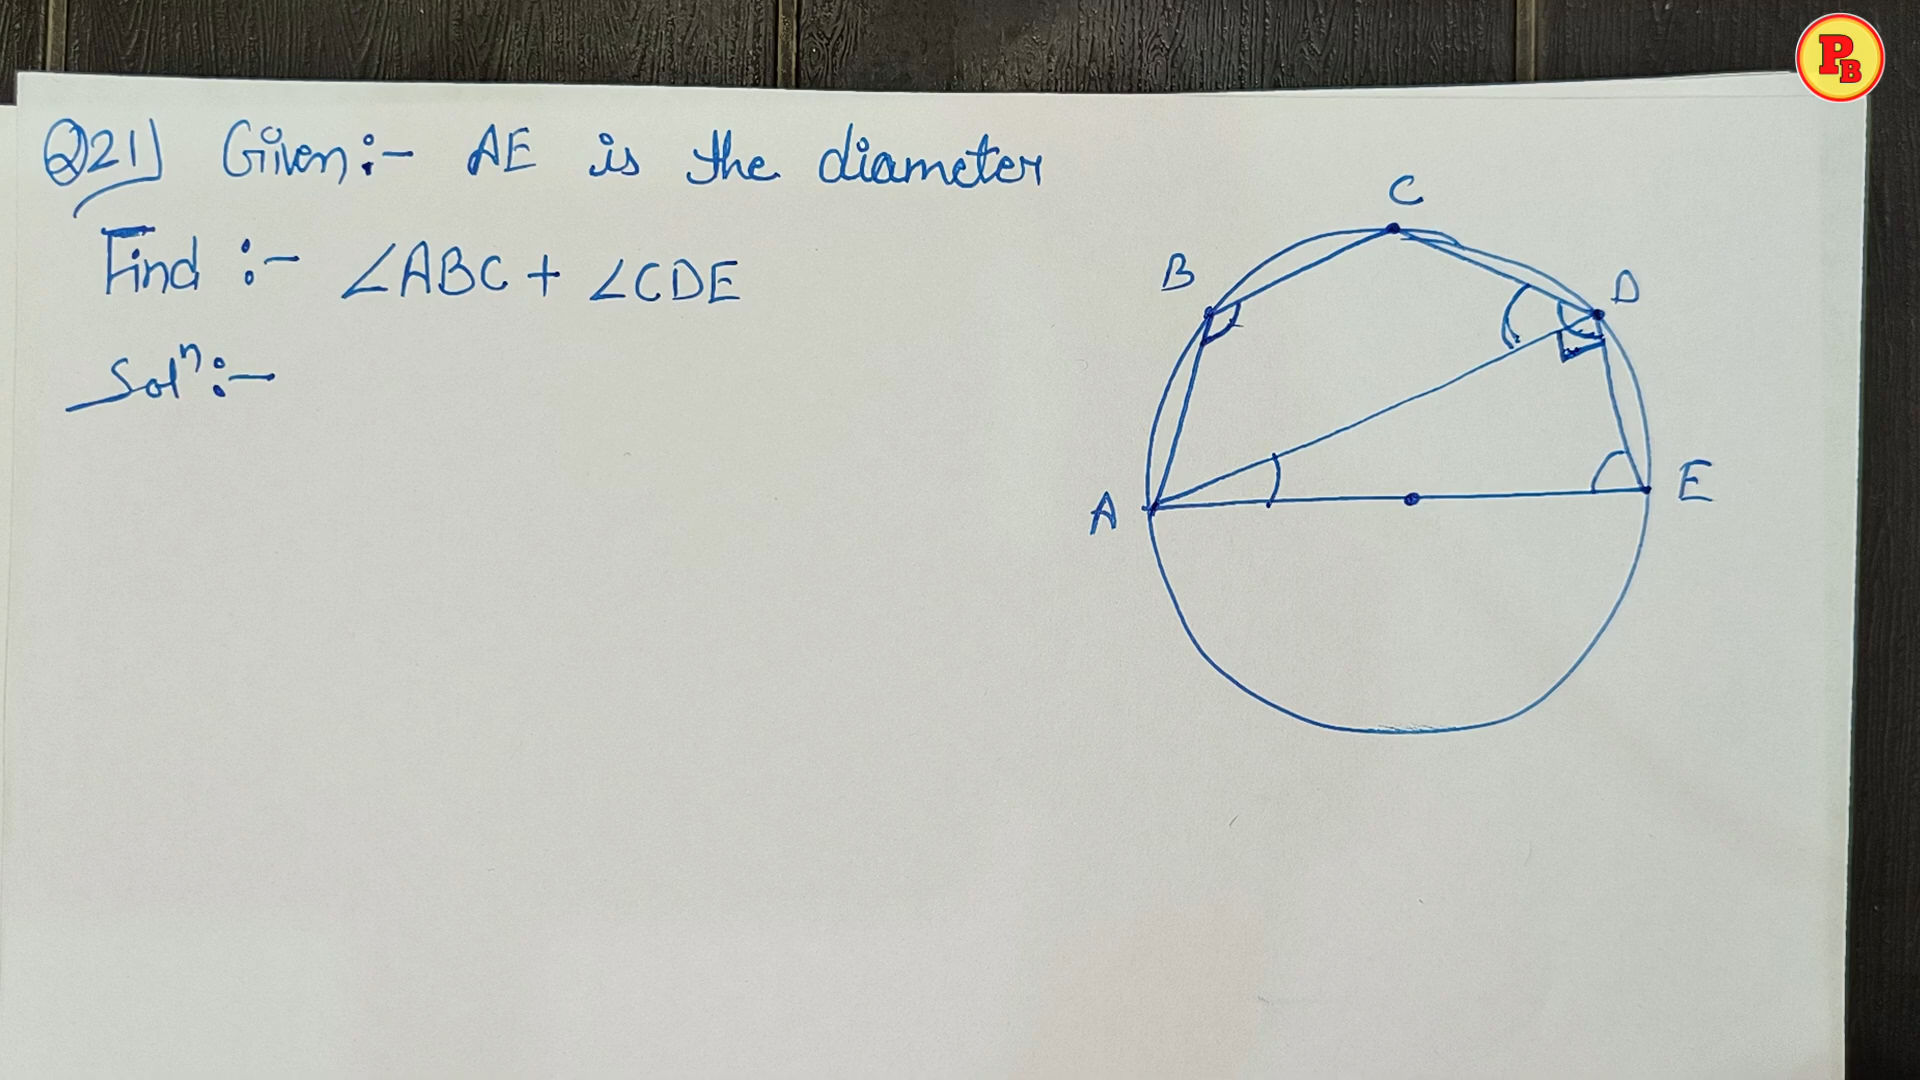 Q21) Given:- AE is the diameter
Find :- ∠ABC + ∠CDE
Solⁿ:-
C
B
D
A
E
PB